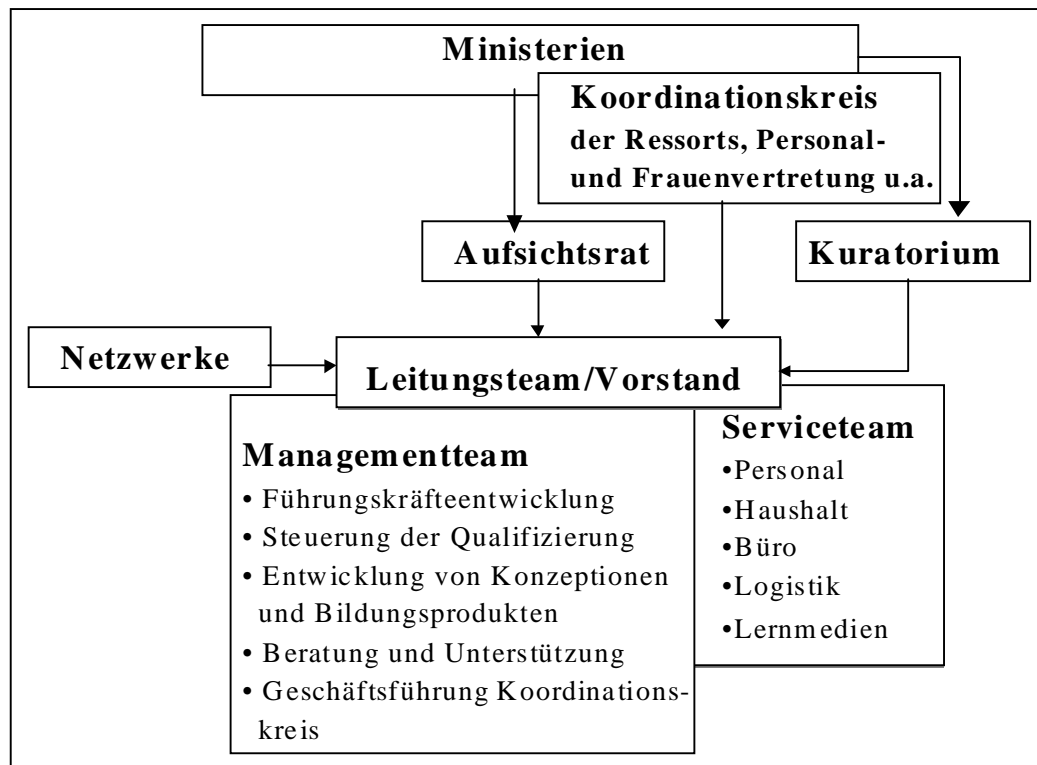 Ministerien
Koordinationskreis
der Ressorts, Personal-
und Frauenvertretung u.a.
Aufsichtsrat
Kuratorium
Netzwerke
Leitungsteam/Vorstand
Managementteam
• Führungskräfteentwicklung
• Steuerung der Qualifizierung
• Entwicklung von Konzeptionen
und Bildungsprodukten
• Beratung und Unterstützung
• Geschäftsführung Koordinations-
kreis
Serviceteam
•Personal
•Haushalt
•Büro
•Logistik
•Lernmedien